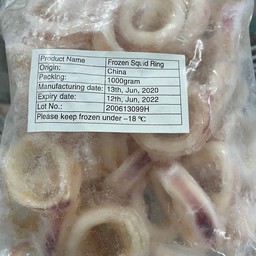 Product Name Frozen Squid Ring
Origin: China
Packing: 1000gram
Manufacturing date: 13th, Jun, 2020
Expiry date: 12th, Jun, 2022
Lot No.: 200613099H
Please keep frozen under -18 ℃